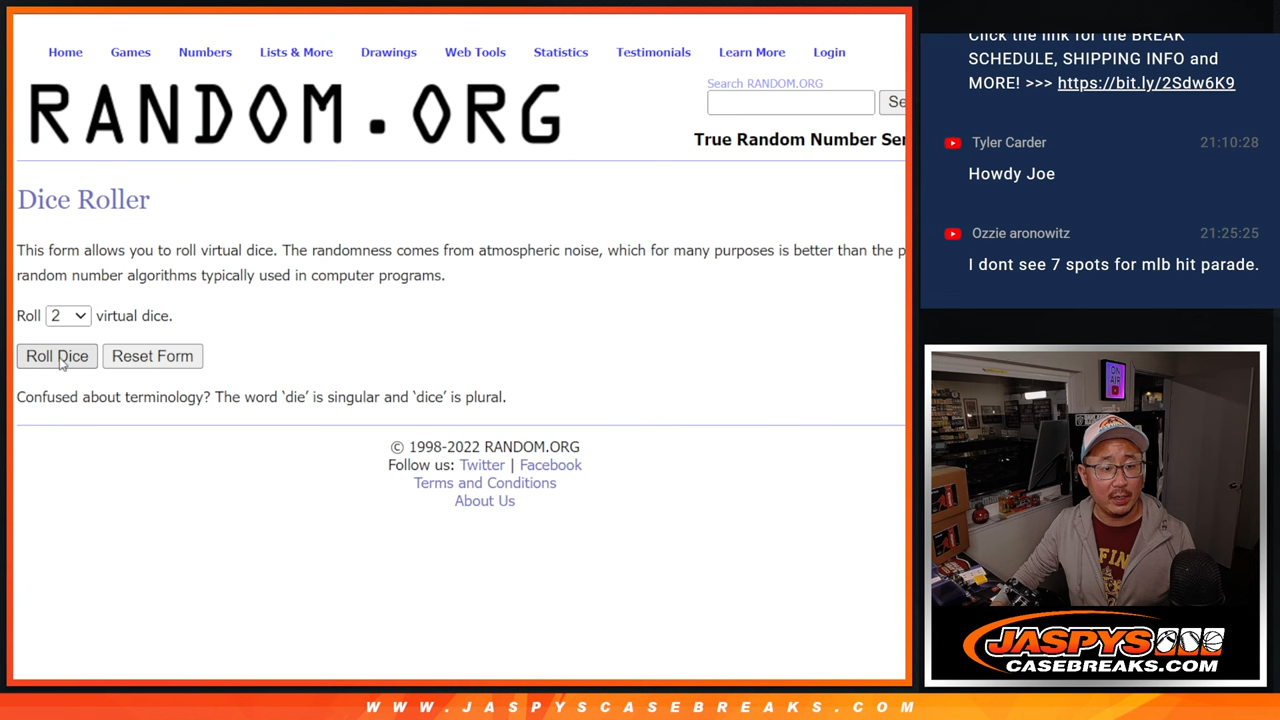 Home Games Numbers Lists & More Drawings Web Tools Statistics Testimonials Learn More Login
RANDOM.ORG
Search RANDOM.ORG
Se
True Random Number Ser
Dice Roller
This form allows you to roll virtual dice. The randomness comes from atmospheric noise, which for many purposes is better than the p
random number algorithms typically used in computer programs.
Roll 2 virtual dice.
Roll Dice Reset Form
Confused about terminology? The word ‘die’ is singular and ‘dice’ is plural.
© 1998-2022 RANDOM.ORG
Follow us: Twitter | Facebook
Terms and Conditions
About Us
Click the link for the BREAK
SCHEDULE, SHIPPING INFO and
MORE! >>> https://bit.ly/2Sdw6K9
Tyler Carder 21:10:28
Howdy Joe
Ozzie aronowitz 21:25:25
I dont see 7 spots for mlb hit parade.
ON
AIR
JASPYS
CASEBREAKS.COM
WWW.JASPYSCASEBREAKS.COM